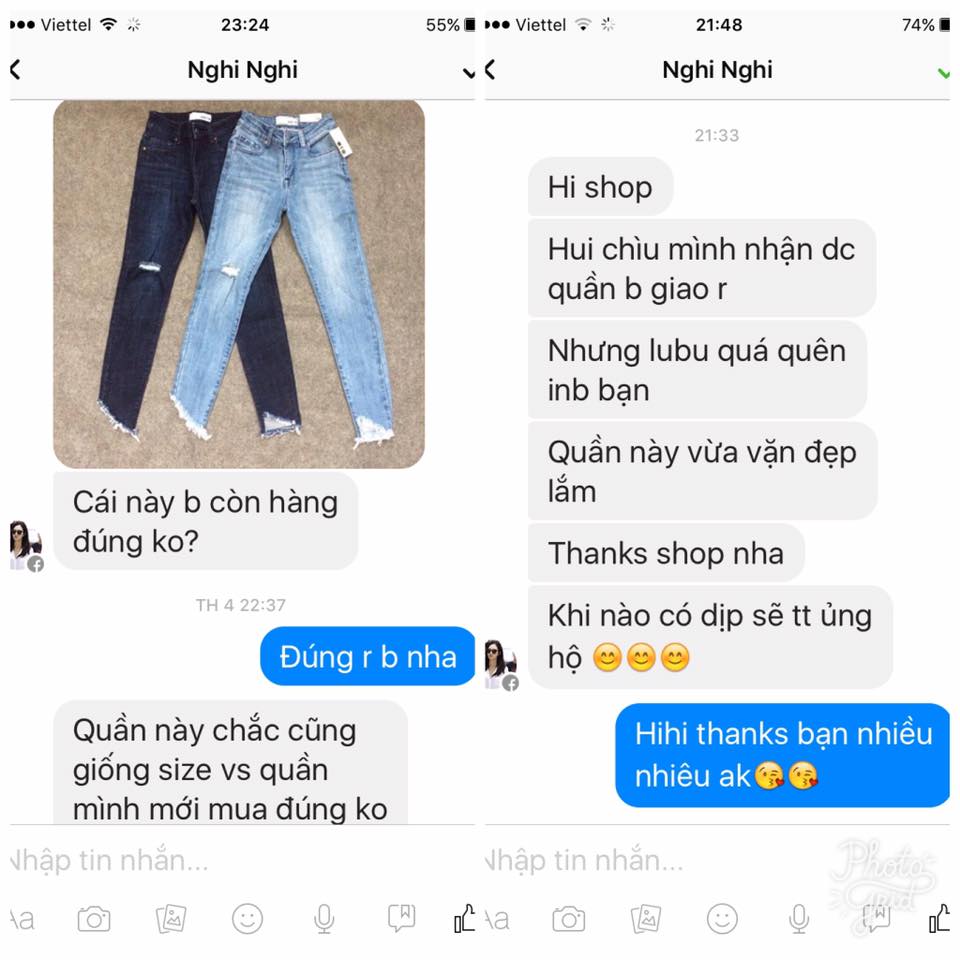 Viettel 23:24 55%
Nghi Nghi
Cái này b còn hàng
đúng ko?
TH 4 22:37
Đúng r b nha
Quần này chắc cũng
giống size vs quần
mình mới mua đúng ko
Nhập tin nhắn...
Aa
Viettel 21:48 74%
Nghi Nghi
21:33
Hi shop
Hui chìu mình nhận dc
quần b giao r
Nhưng lubu quá quên
inb bạn
Quần này vừa vặn đẹp
lắm
Thanks shop nha
Khi nào có dịp sẽ tt ủng
hộ 😊😊😊
Hihi thanks bạn nhiều
nhiêu ak😘😘
Nhập tin nhắn...
Aa
Photo
Grid